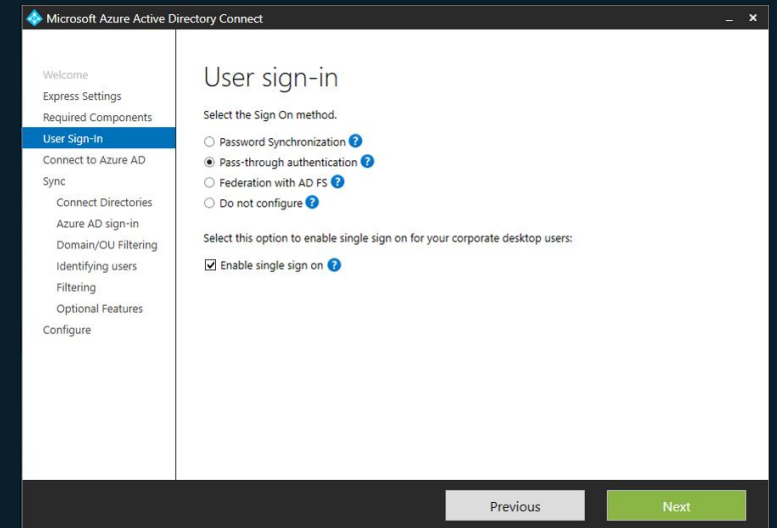 Microsoft Azure Active Directory Connect
Welcome
Express Settings
Required Components
User Sign-In
Connect to Azure AD
Sync
Connect Directories
Azure AD sign-in
Domain/OU Filtering
Identifying users
Filtering
Optional Features
Configure
User sign-in
Select the Sign On method.
Password Synchronization ?
Pass-through authentication ?
Federation with AD FS ?
Do not configure ?
Select this option to enable single sign on for your corporate desktop users:
Enable single sign on ?
Previous
Next